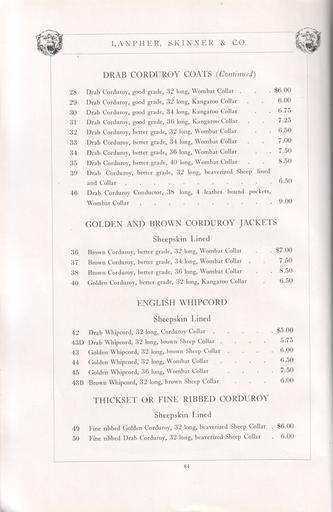 LANPHER, SKINNER & CO.
DRAB CORDUROY COATS (Continued)
28 Drab Corduroy, good grade, 32 long, Wombat Collar . . . $6.00
29 Drab Corduroy, good grade, 32 long, Kangaroo Collar . . 6.00
30 Drab Corduroy, good grade, 34 long, Kangaroo Collar . . 6.75
31 Drab Corduroy, good grade, 36 long, Kangaroo Collar . . 7.25
32 Drab Corduroy, better grade, 32 long, Wombat Collar . . 6.50
33 Drab Corduroy, better grade, 34 long, Wombat Collar . . 7.00
34 Drab Corduroy, better grade, 36 long, Wombat Collar . . 7.50
35 Drab Corduroy, better grade, 40 long, Wombat Collar . . 8.50
39 Drab Corduroy, better grade, 32 long, beaverized Sheep lined
and Collar . . . . . . . . . 6.50
46 Drab Corduroy Conductor, 38 long, 4 leather bound pockets,
Wombat Collar . . . . . . . . 9.00
GOLDEN AND BROWN CORDUROY JACKETS
Sheepskin Lined
36 Brown Corduroy, better grade, 32 long, Wombat Collar . . $7.00
37 Brown Corduroy, better grade, 34 long, Wombat Collar . . 7.50
38 Brown Corduroy, better grade, 36 long, Wombat Collar . . 8.50
40 Golden Corduroy, better grade, 32 long, Kangaroo Collar . 6.50
ENGLISH WHIPCORD
Sheepskin Lined
42 Drab Whipcord, 32 long, Corduroy Collar . . . . . $5.00
43D Drab Whipcord, 32 long, brown Sheep Collar . . . . 5.75
43 Golden Whipcord, 32 long, brown Sheep Collar . . . . 6.00
44 Golden Whipcord, 32 long, Wombat Collar . . . . . 6.50
45 Golden Whipcord, 36 long, Wombat Collar . . . . . 7.50
43B Brown Whipcord, 32 long, brown Sheep Collar . . . . 6.00
THICKSET OR FINE RIBBED CORDUROY
Sheepskin Lined
49 Fine ribbed Golden Corduroy, 32 long, beaverized Sheep Collar . $6.00
50 Fine ribbed Drab Corduroy, 32 long, beaverized Sheep Collar . 6.00
84